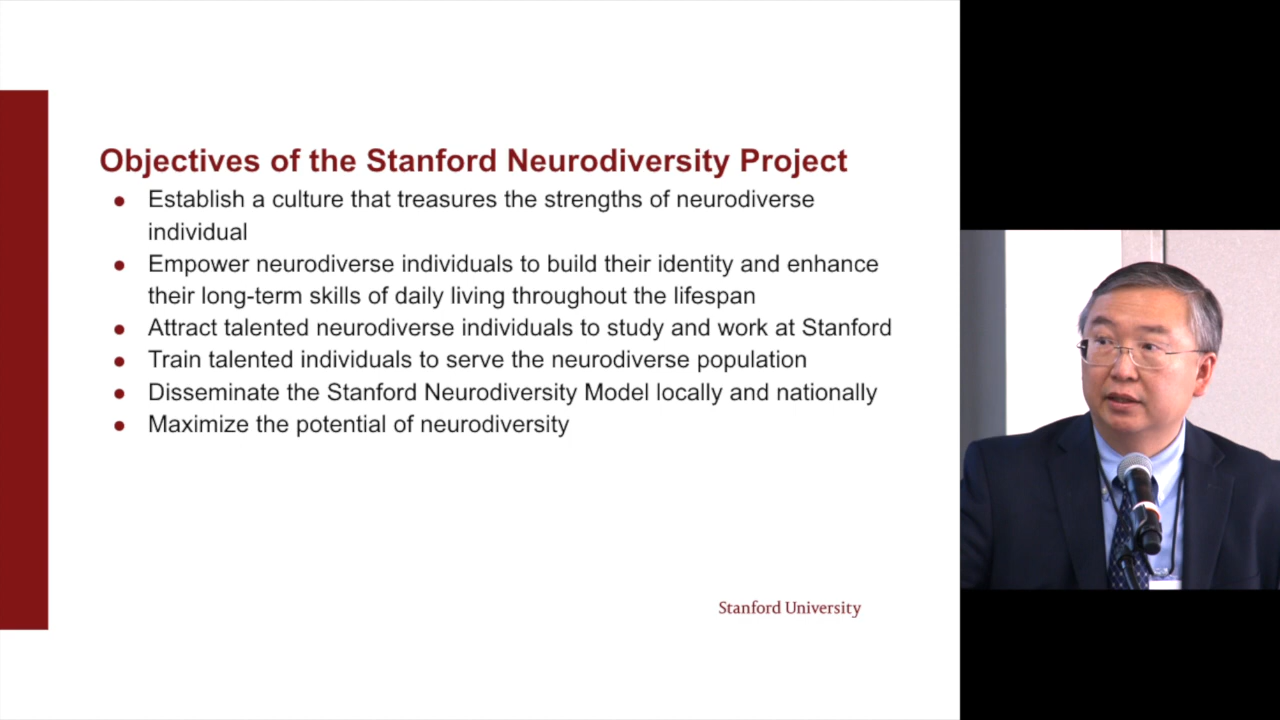 Objectives of the Stanford Neurodiversity Project
● Establish a culture that treasures the strengths of neurodiverse
individual
● Empower neurodiverse individuals to build their identity and enhance
their long-term skills of daily living throughout the lifespan
● Attract talented neurodiverse individuals to study and work at Stanford
● Train talented individuals to serve the neurodiverse population
● Disseminate the Stanford Neurodiversity Model locally and nationally
● Maximize the potential of neurodiversity
Stanford University